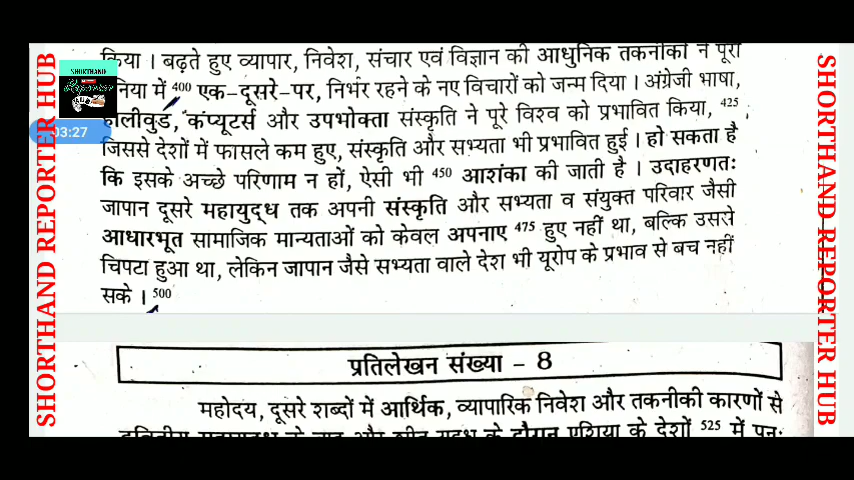 SHORTHAND REPORTER HUB
SHORTHAND
Reporter
03:27
किया । बढ़ते हुए व्यापार, निवेश, संचार एवं विज्ञान की आधुनिक तकनीकों ने पूरी
निया में 400 एक-दूसरे-पर, निर्भर रहने के नए विचारों को जन्म दिया । अंग्रेजी भाषा,
हॉलीवुड, कंप्यूटर्स और उपभोक्ता संस्कृति ने पूरे विश्व को प्रभावित किया, 425
जिससे देशों में फासले कम हुए, संस्कृति और सभ्यता भी प्रभावित हुई । हो सकता है
कि इसके अच्छे परिणाम न हों, ऐसी भी 450 आशंका की जाती है । उदाहरणतः
जापान दूसरे महायुद्ध तक अपनी संस्कृति और सभ्यता व संयुक्त परिवार जैसी
आधारभूत सामाजिक मान्यताओं को केवल अपनाए 475 हुए नहीं था, बल्कि उससे
चिपटा हुआ था, लेकिन जापान जैसे सभ्यता वाले देश भी यूरोप के प्रभाव से बच नहीं
सके । 500
प्रतिलेखन संख्या - 8
महोदय, दूसरे शब्दों में आर्थिक, व्यापारिक निवेश और तकनीकी कारणों से
के दौरान एशिया के देशों 525 में पुनः
SHORTHAND REPORTER HUB